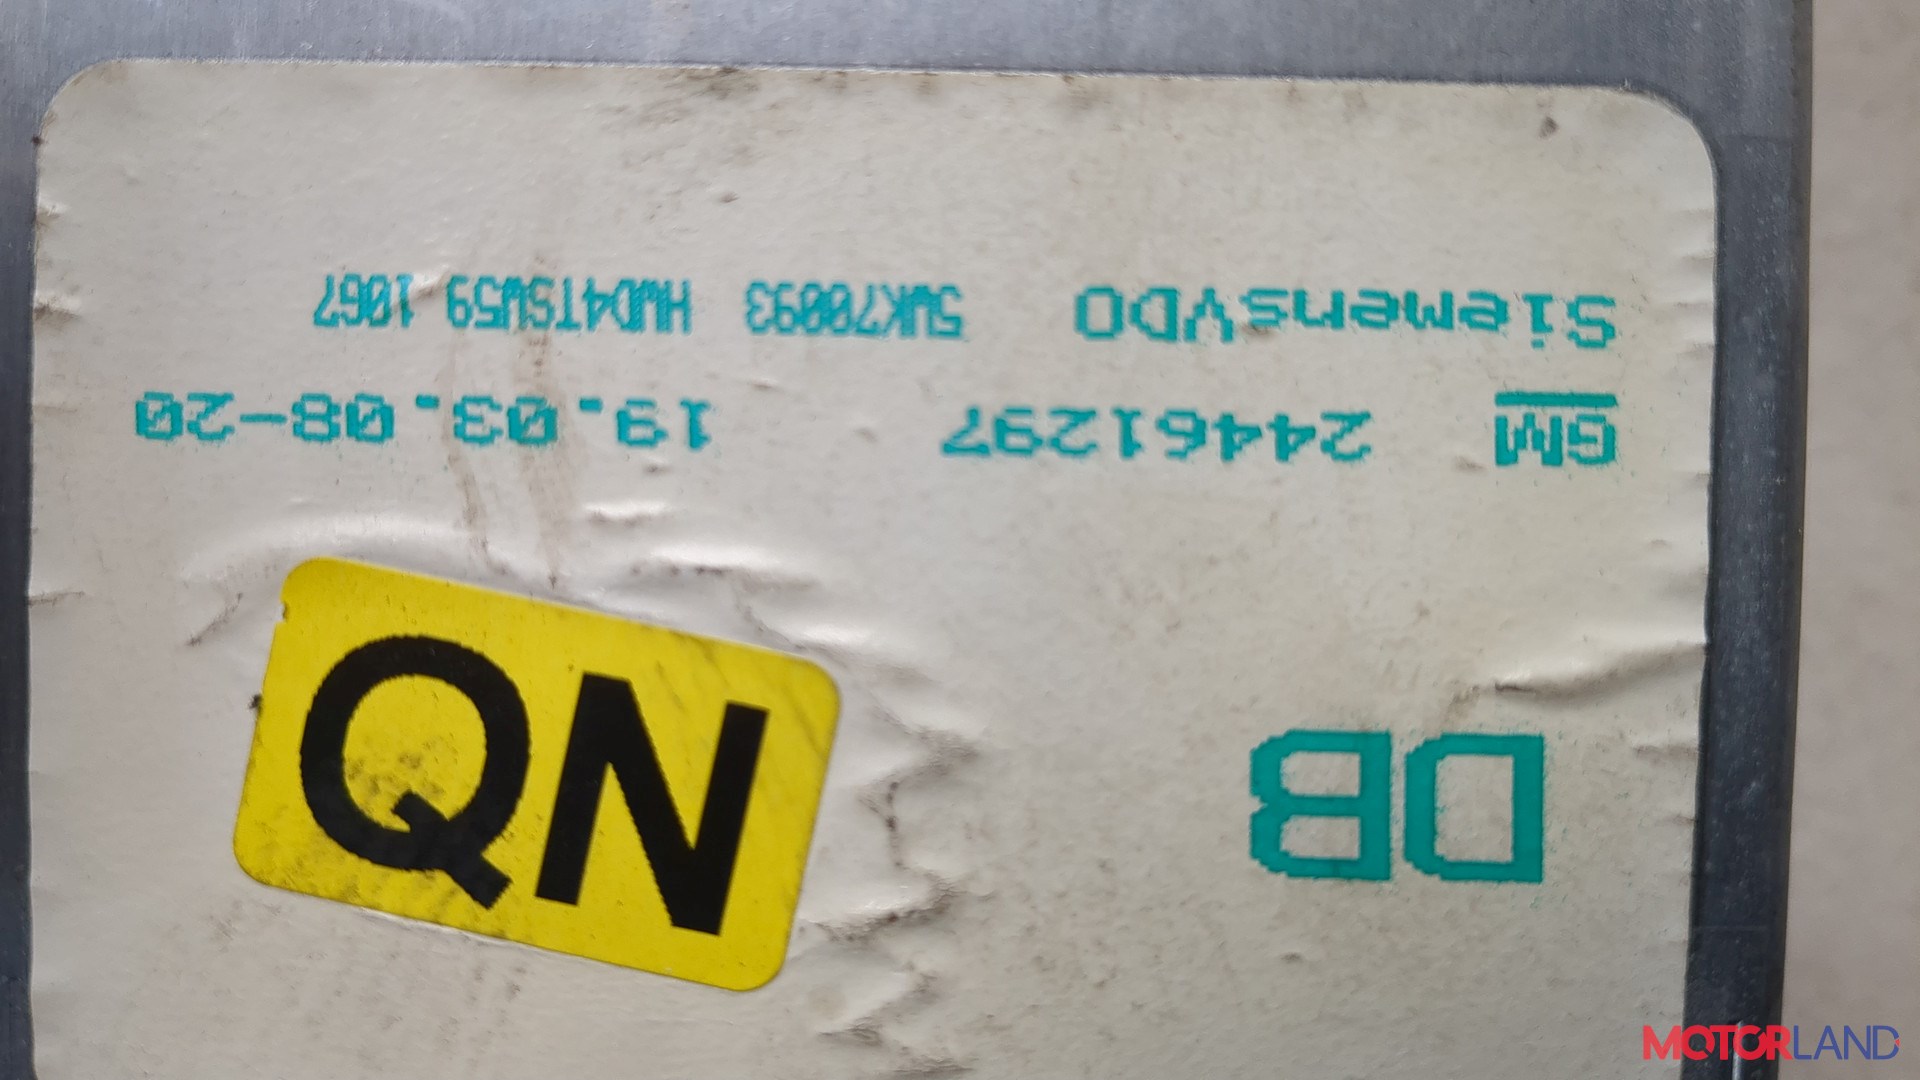 DB
QN
GM 24461297 19.03.08-20
SiemensVDO 5WK70093 HWD4TSW59 1067
MOTORLAND